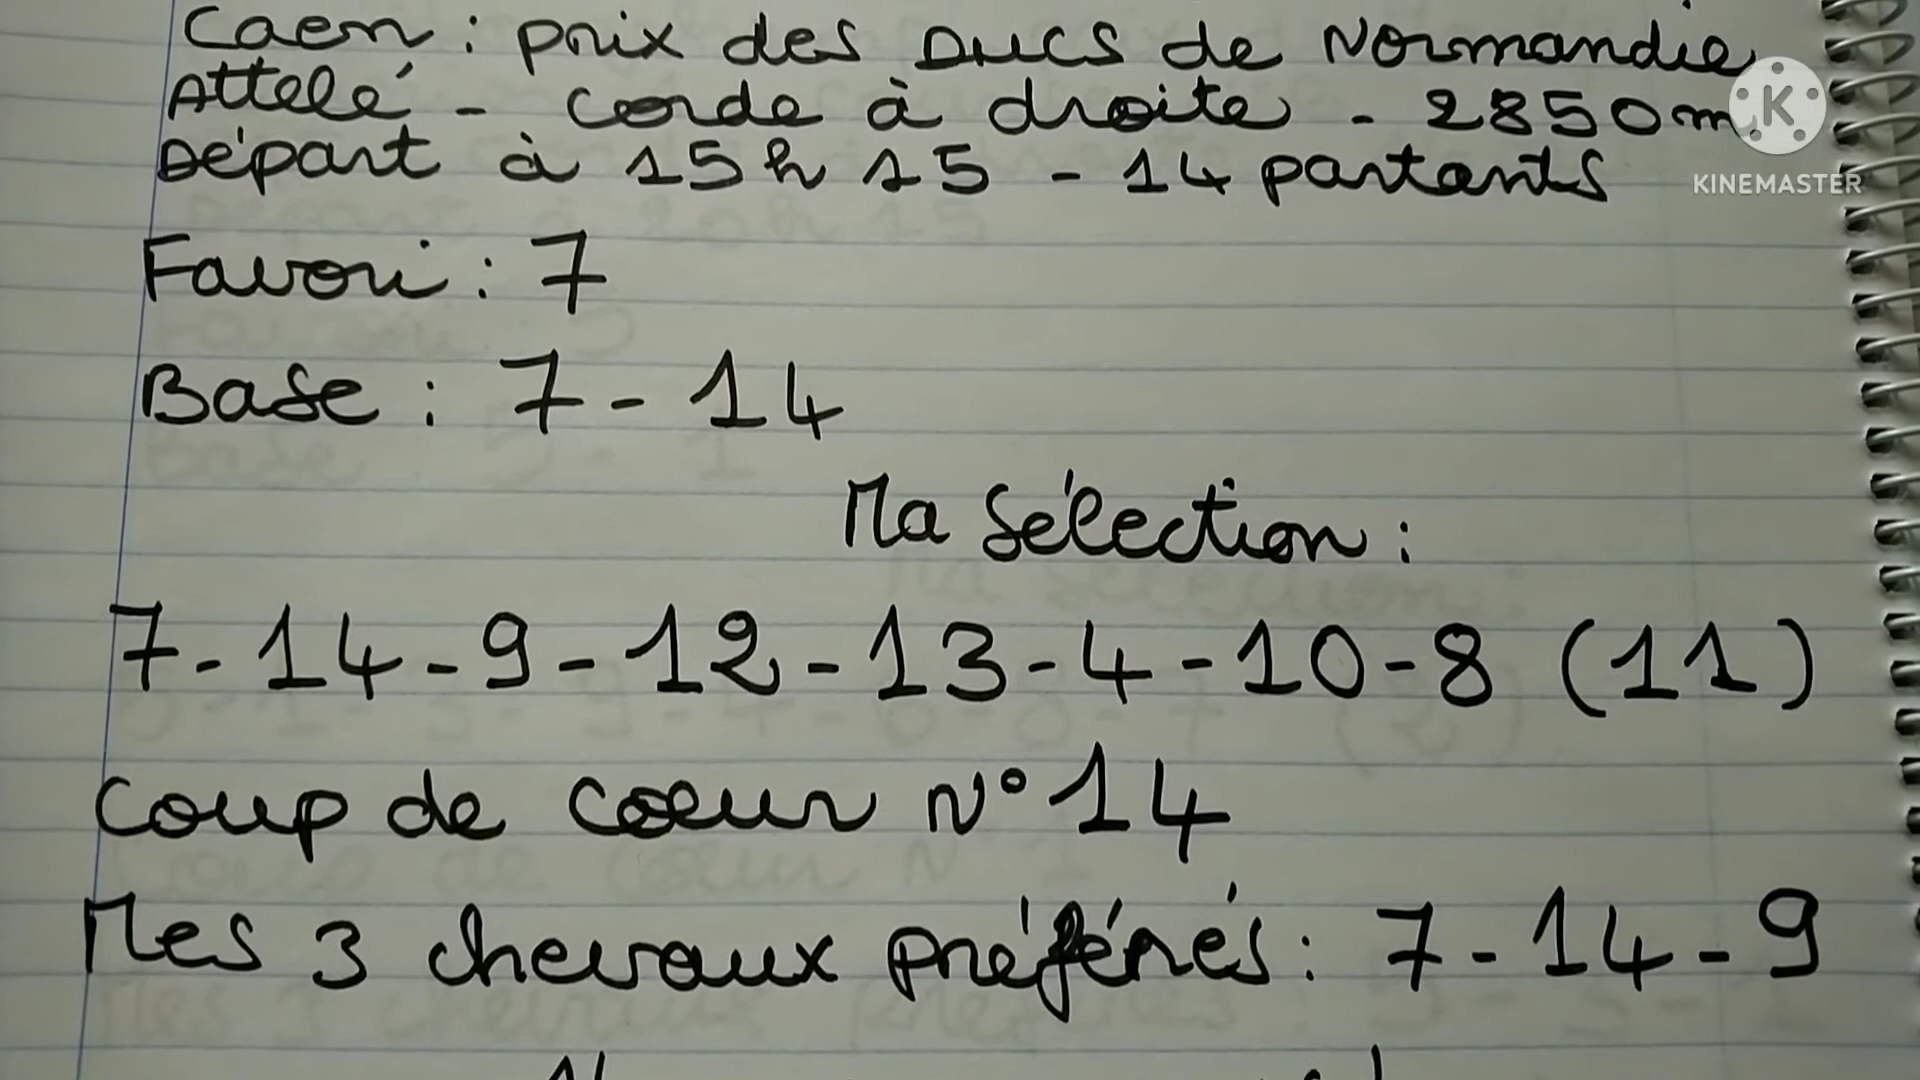 Caen : prix des Ducs de Normandie
Attelé - corde à droite - 2850m
Départ à 15h15 - 14 partants
K
KINEMASTER
Favori : 7
Base : 7 - 14
Ma sélection :
7 - 14 - 9 - 12 - 13 - 4 - 10 - 8 (11)
Coup de coeur N° 14
Mes 3 chevaux préférés : 7 - 14 - 9